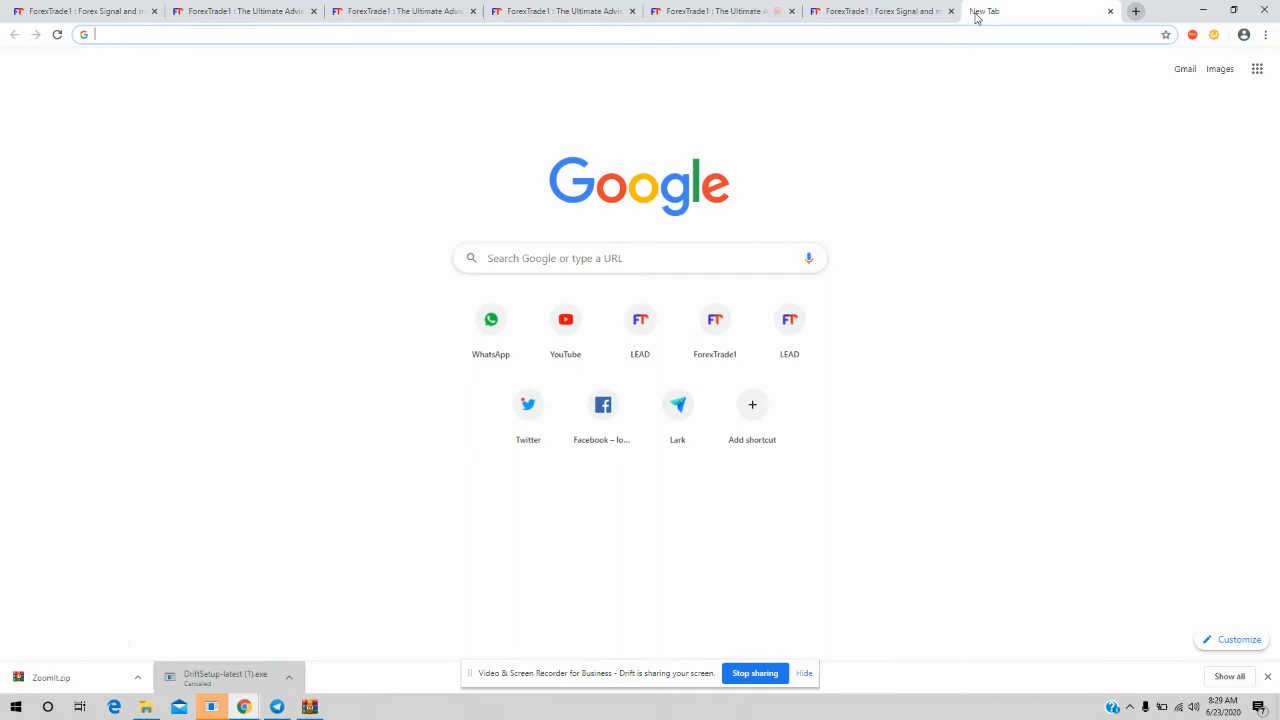 ForexTrade1 : Forex Signal and m
ForexTrade1 : The Ultimate Advis
ForexTrade1 : The Ultimate Advis
ForexTrade1 : The Ultimate Advis
ForexTrade1 : The Ultimate A
ForexTrade1 : Forex Signal and m
New Tab
Gmail
Images
Google
Search Google or type a URL
WhatsApp
YouTube
LEAD
ForexTrade1
LEAD
Twitter
Facebook – lo...
Lark
Add shortcut
Customize
ZoomIt.zip
DriftSetup-latest (1).exe
Canceled
Video & Screen Recorder for Business - Drift is sharing your screen.
Stop sharing
Hide
Show all
8:29 AM
6/23/2020